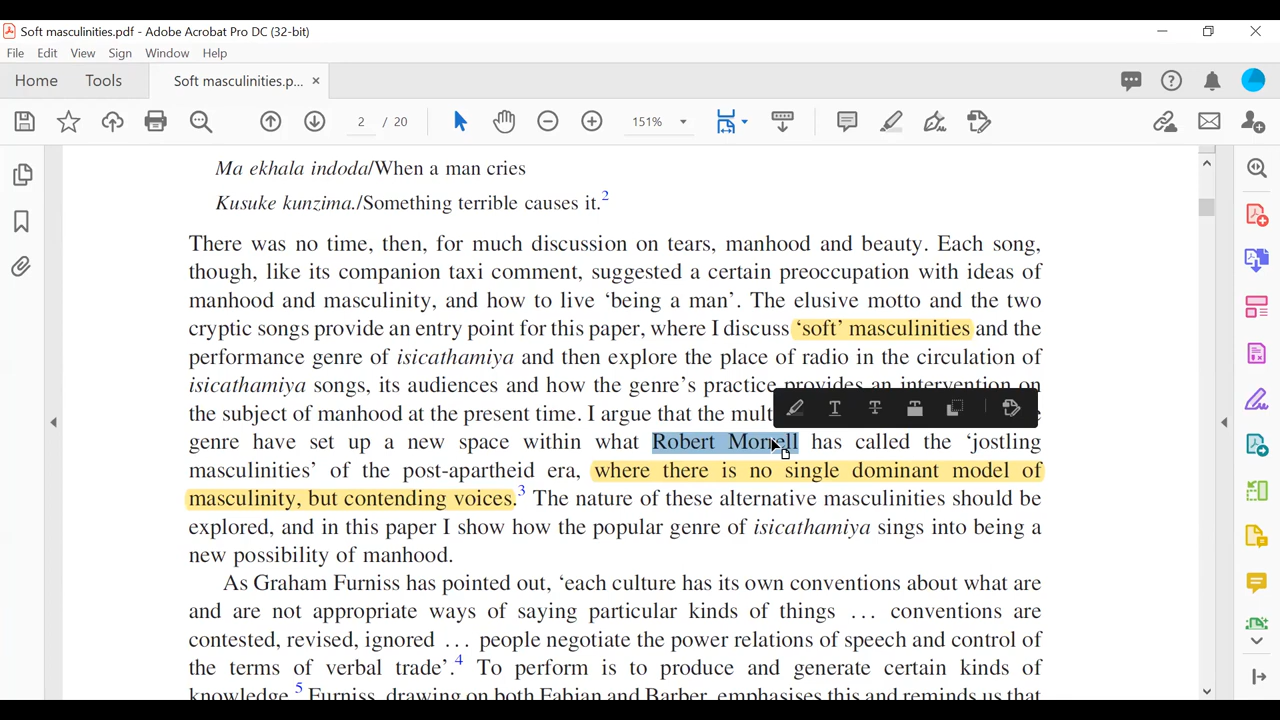 Soft masculinities.pdf - Adobe Acrobat Pro DC (32-bit)
File Edit View Sign Window Help
Home Tools Soft masculinities.p... ×
2 / 20 151%
Ma ekhala indoda/When a man cries
Kusuke kunzima./Something terrible causes it.2
There was no time, then, for much discussion on tears, manhood and beauty. Each song,
though, like its companion taxi comment, suggested a certain preoccupation with ideas of
manhood and masculinity, and how to live ‘being a man’. The elusive motto and the two
cryptic songs provide an entry point for this paper, where I discuss ‘soft’ masculinities and the
performance genre of isicathamiya and then explore the place of radio in the circulation of
isicathamiya songs, its audiences and how the genre’s practice provides an intervention on
the subject of manhood at the present time. I argue that the
genre have set up a new space within what Robert Morrell has called the ‘jostling
masculinities’ of the post-apartheid era, where there is no single dominant model of
masculinity, but contending voices.3 The nature of these alternative masculinities should be
explored, and in this paper I show how the popular genre of isicathamiya sings into being a
new possibility of manhood.
As Graham Furniss has pointed out, ‘each culture has its own conventions about what are
and are not appropriate ways of saying particular kinds of things ... conventions are
contested, revised, ignored ... people negotiate the power relations of speech and control of
the terms of verbal trade’.4 To perform is to produce and generate certain kinds of
knowledge.5 Furniss, drawing on both Fabian and Barber, emphasises this and reminds us that